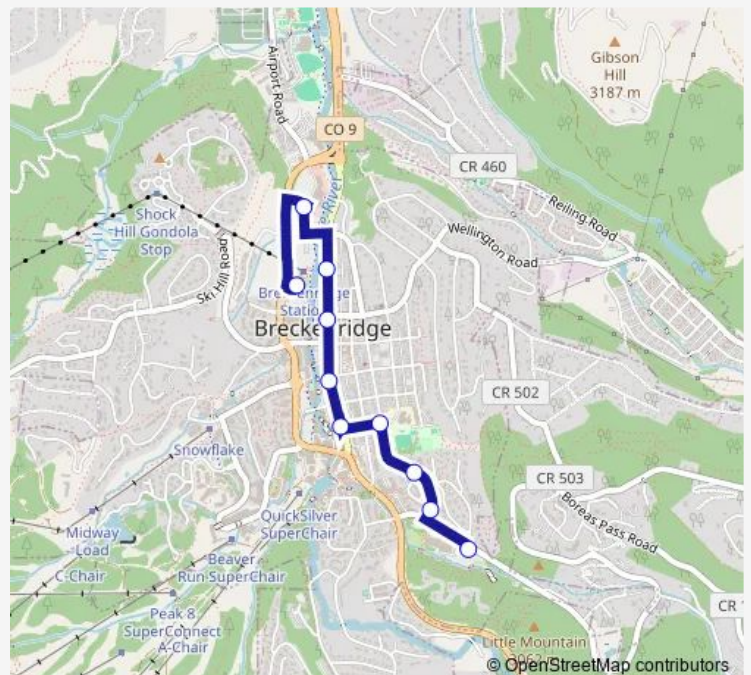 Airport Road
Gibson
Hill
3187 m
CO 9
CR 460
Reiling Road
Shock
Hill Gondola
Stop
Wellington Road
Ski Hill Road
Breckenridge
CR 502
Snowflake
CR 503
Boreas Pass Road
QuickSilver
SuperChair
Midway
Load
C-Chair
Beaver
Run SuperChair
Peak 8
SuperConnect
A-Chair
CR
Little Mountain
© OpenStreetMap contributors